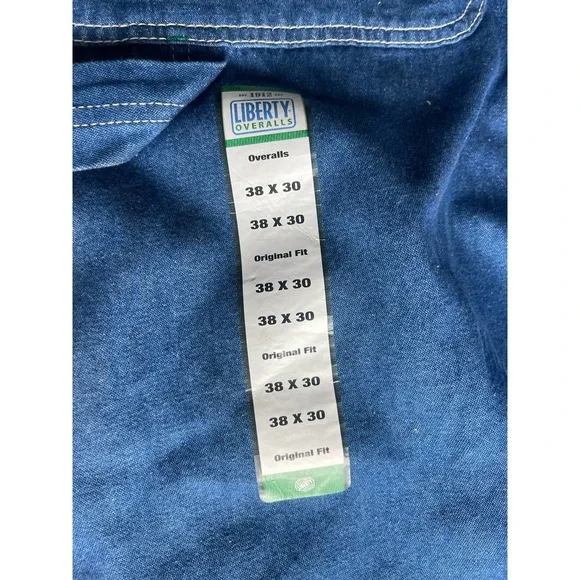 EST. 1912
LIBERTY
OVERALLS
Overalls
38 X 30
38 X 30
Original Fit
38 X 30
38 X 30
Original Fit
38 X 30
38 X 30
Original Fit